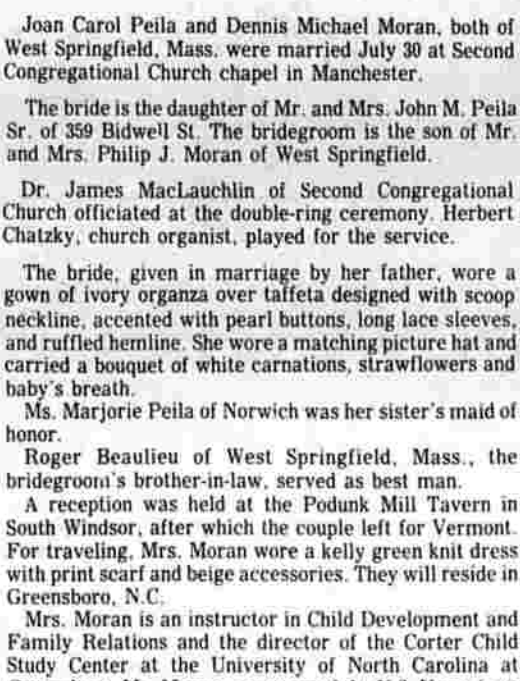 Joan Carol Peila and Dennis Michael Moran, both of
West Springfield, Mass. were married July 30 at Second
Congregational Church chapel in Manchester.
The bride is the daughter of Mr. and Mrs. John M. Peila
Sr. of 359 Bidwell St. The bridegroom is the son of Mr.
and Mrs. Philip J. Moran of West Springfield.
Dr. James MacLauchlin of Second Congregational
Church officiated at the double-ring ceremony. Herbert
Chatzky, church organist, played for the service.
The bride, given in marriage by her father, wore a
gown of ivory organza over taffeta designed with scoop
neckline, accented with pearl buttons, long lace sleeves,
and ruffled hemline. She wore a matching picture hat and
carried a bouquet of white carnations, strawflowers and
baby's breath.
Ms. Marjorie Peila of Norwich was her sister's maid of
honor.
Roger Beaulieu of West Springfield, Mass., the
bridegroom's brother-in-law, served as best man.
A reception was held at the Podunk Mill Tavern in
South Windsor, after which the couple left for Vermont.
For traveling, Mrs. Moran wore a kelly green knit dress
with print scarf and beige accessories. They will reside in
Greensboro, N.C.
Mrs. Moran is an instructor in Child Development and
Family Relations and the director of the Corter Child
Study Center at the University of North Carolina at